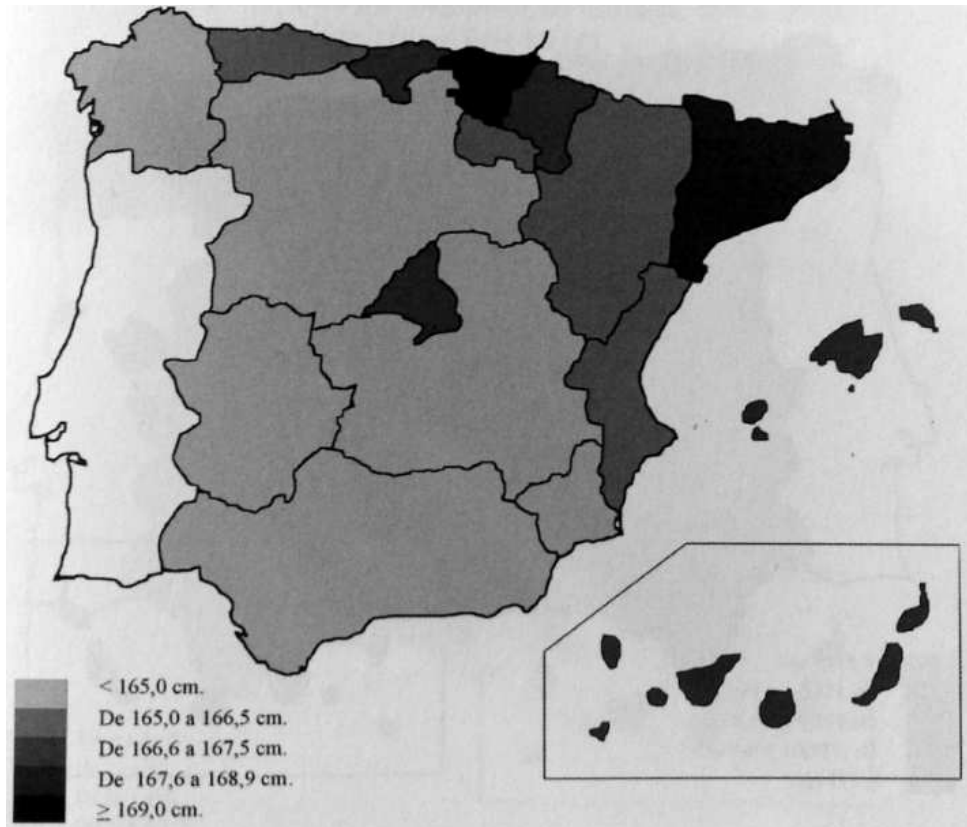 < 165,0 cm.
De 165,0 a 166,5 cm.
De 166,6 a 167,5 cm.
De 167,6 a 168,9 cm.
≥ 169,0 cm.